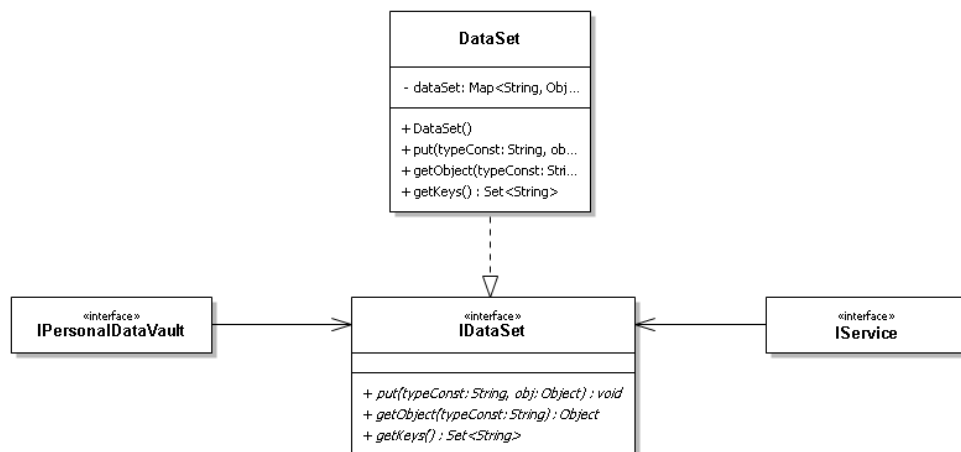 DataSet
- dataSet: Map<String, Obj...
+ DataSet()
+ put(typeConst: String, ob...
+ getObject(typeConst: Stri...
+ getKeys() : Set<String>
«interface»
IPersonalDataVault
«interface»
IDataSet
«interface»
IService
+ put(typeConst: String, obj: Object) : void
+ getObject(typeConst: String) : Object
+ getKeys() : Set<String>